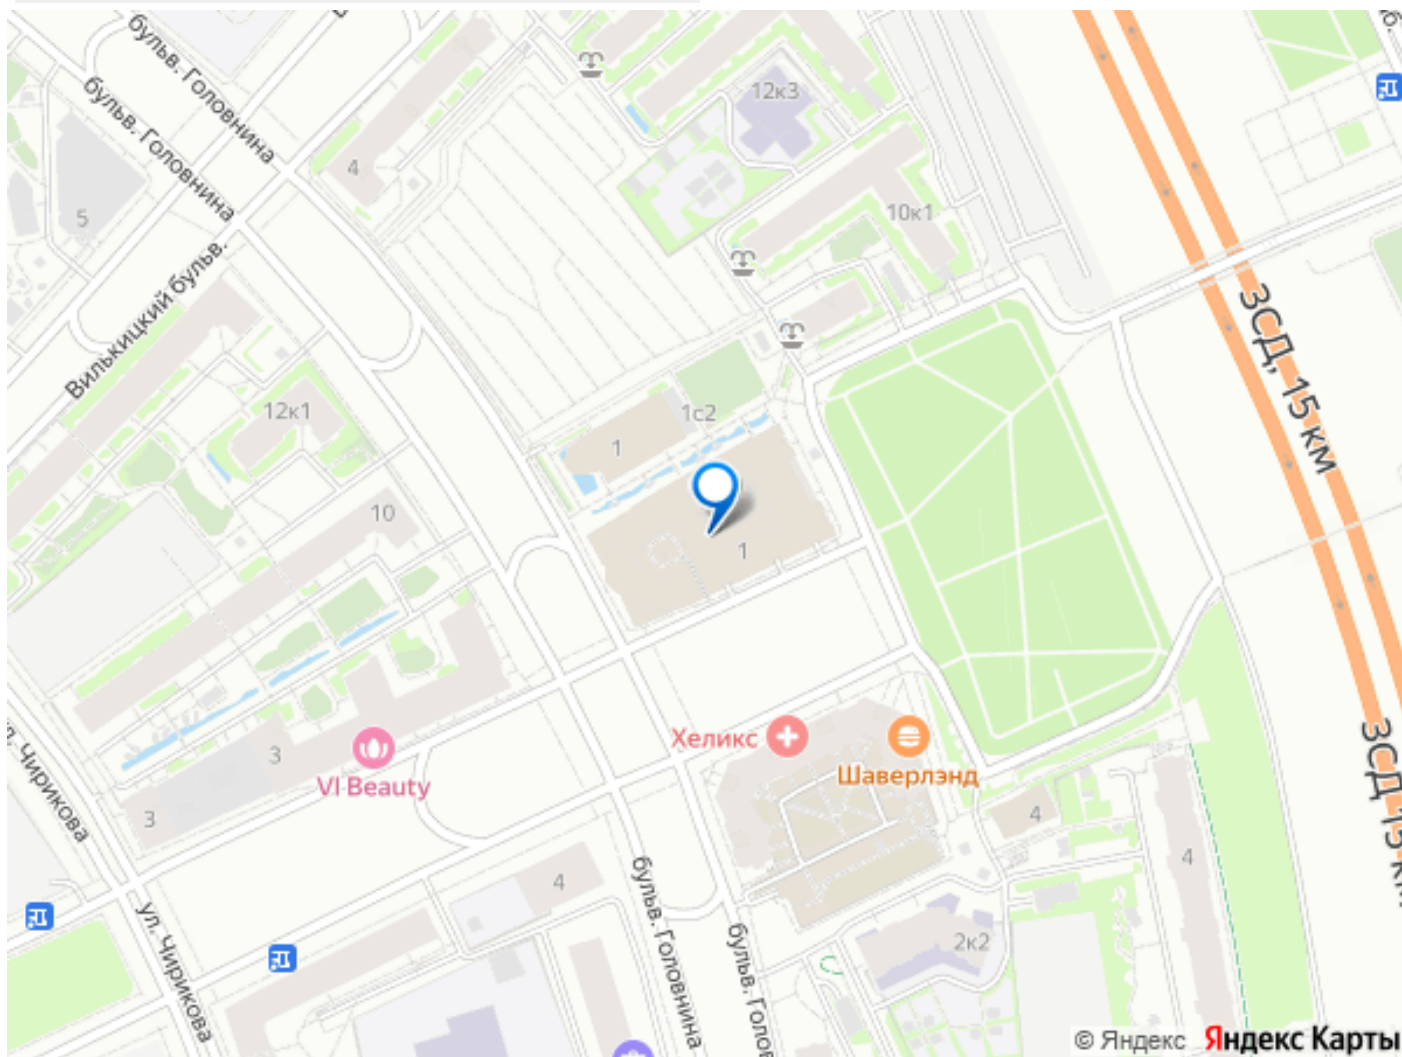 бульв. Головнина
бульв. Головнина
12к3
4
5
10к1
Вилькицкий бульв.
ЗСД, 15 км
12к1
1с2
1
10
1
Хеликс
Шаверлэнд
3
VI Beauty
3
ул. Чирикова
4
4
4
ЗСД 15 км
ул. Чирикова
бульв. Головнина
2к2
© Яндекс Яндекс Карты